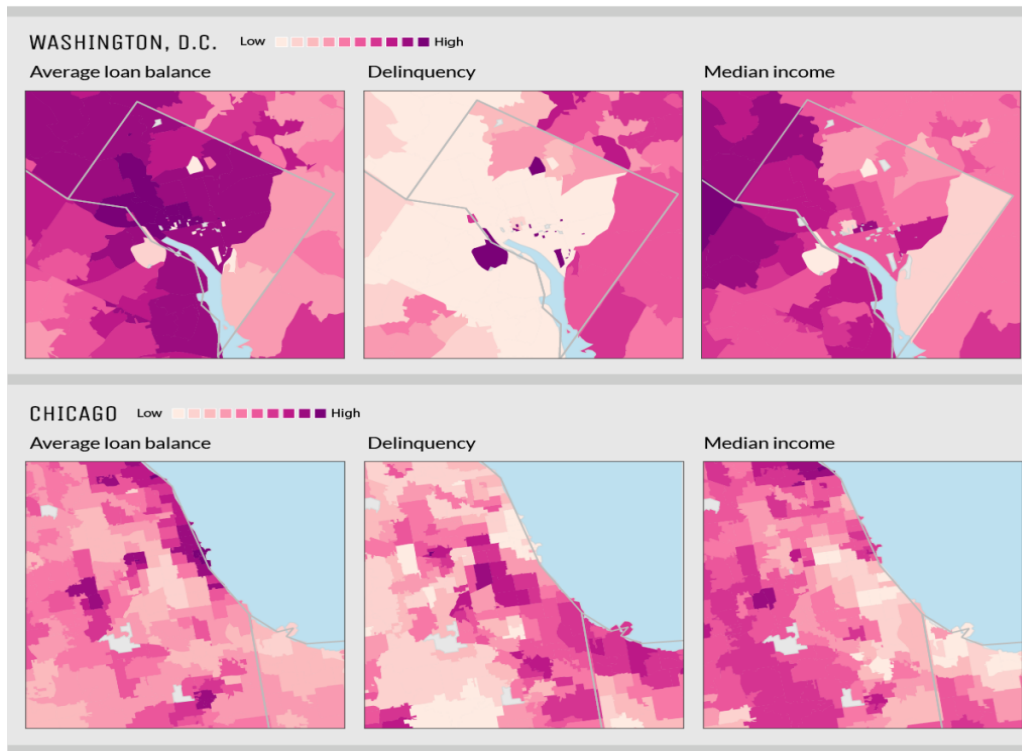 WASHINGTON, D.C. Low High
Average loan balance Delinquency Median income
CHICAGO Low High
Average loan balance Delinquency Median income